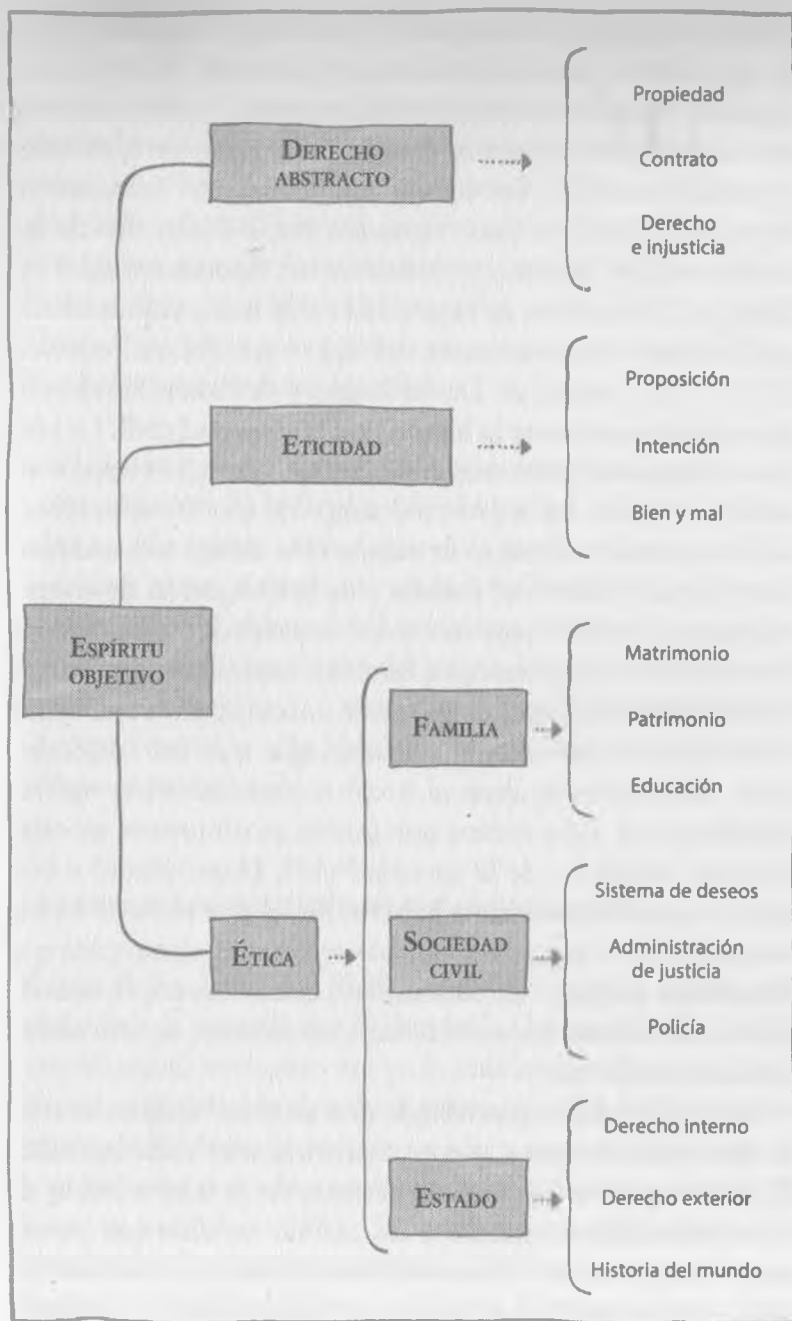 DERECHO
ABSTRACTO
Propiedad
Contrato
Derecho
e injusticia
ETICIDAD
Proposición
Intención
Bien y mal
ESPÍRITU
OBJETIVO
FAMILIA
Matrimonio
Patrimonio
Educación
ÉTICA
SOCIEDAD
CIVIL
Sistema de deseos
Administración
de justicia
Policía
ESTADO
Derecho interno
Derecho exterior
Historia del mundo